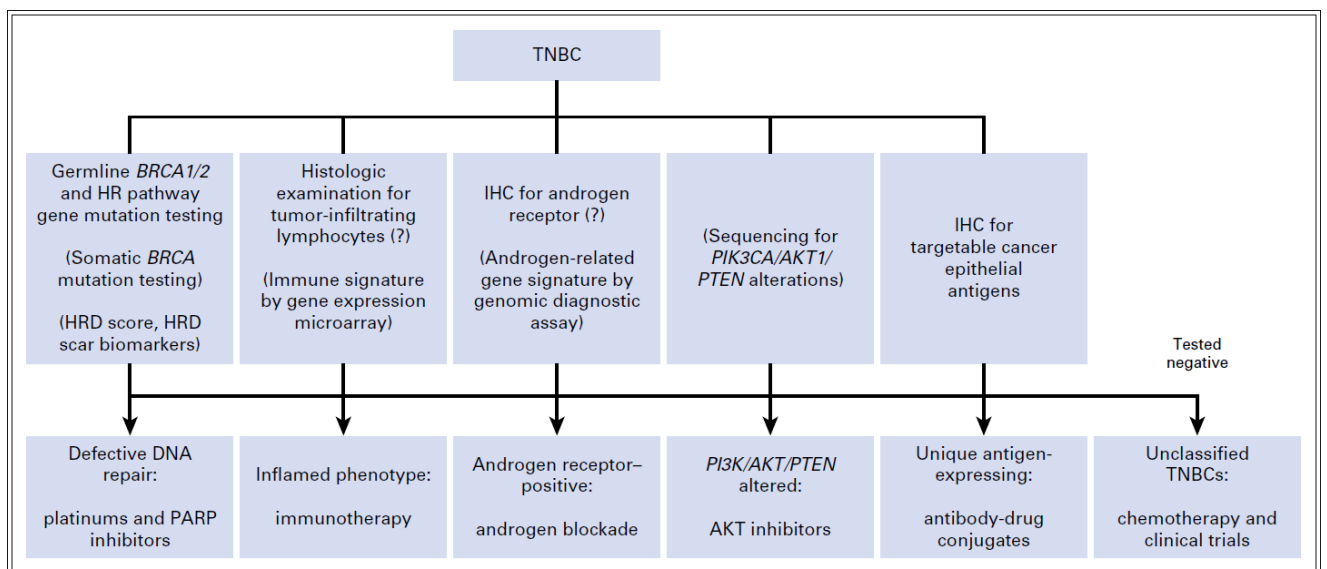 TNBC
Germline BRCA1/2
and HR pathway
gene mutation testing
(Somatic BRCA
mutation testing)
(HRD score, HRD
scar biomarkers)
Histologic
examination for
tumor-infiltrating
lymphocytes (?)
(Immune signature
by gene expression
microarray)
IHC for androgen
receptor (?)
(Androgen-related
gene signature by
genomic diagnostic
assay)
(Sequencing for
PIK3CA/AKT1/
PTEN alterations)
IHC for
targetable cancer
epithelial
antigens
Tested
negative
Defective DNA
repair:
platinums and PARP
inhibitors
Inflamed phenotype:
immunotherapy
Androgen receptor–
positive:
androgen blockade
PI3K/AKT/PTEN
altered:
AKT inhibitors
Unique antigen-
expressing:
antibody-drug
conjugates
Unclassified
TNBCs:
chemotherapy and
clinical trials